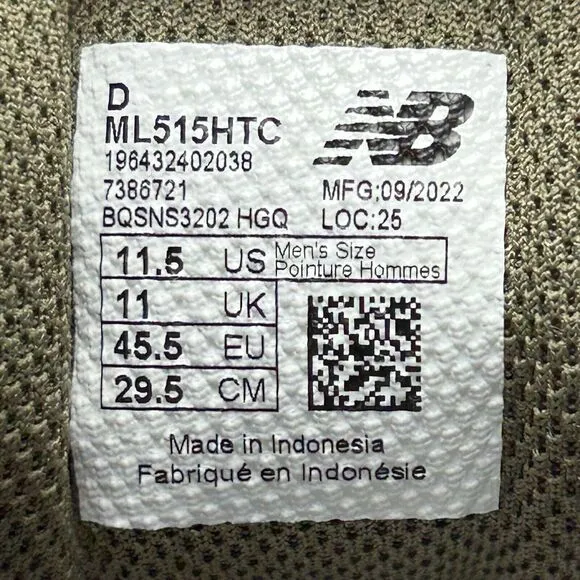 D
NB
ML515HTC
196432402038
7386721 MFG:09/2022
BQSNS3202 HGQ LOC:25
11.5 US Men's Size
Pointure Hommes
11 UK
45.5 EU
29.5 CM
Made in Indonesia
Fabriqué en Indonésie